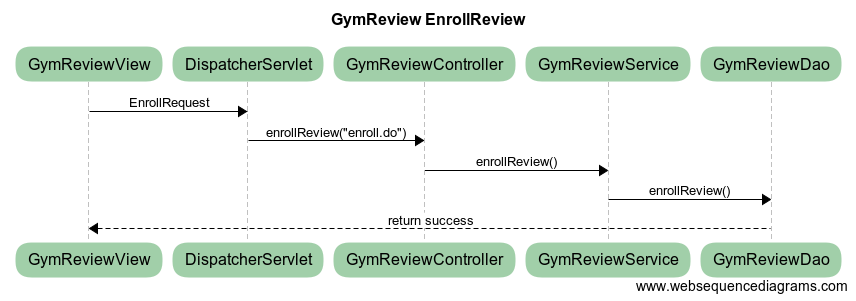 GymReview EnrollReview
GymReviewView DispatcherServlet GymReviewController GymReviewService GymReviewDao
EnrollRequest
enrollReview("enroll.do")
enrollReview()
enrollReview()
return success
GymReviewView DispatcherServlet GymReviewController GymReviewService GymReviewDao
www.websequencediagrams.com